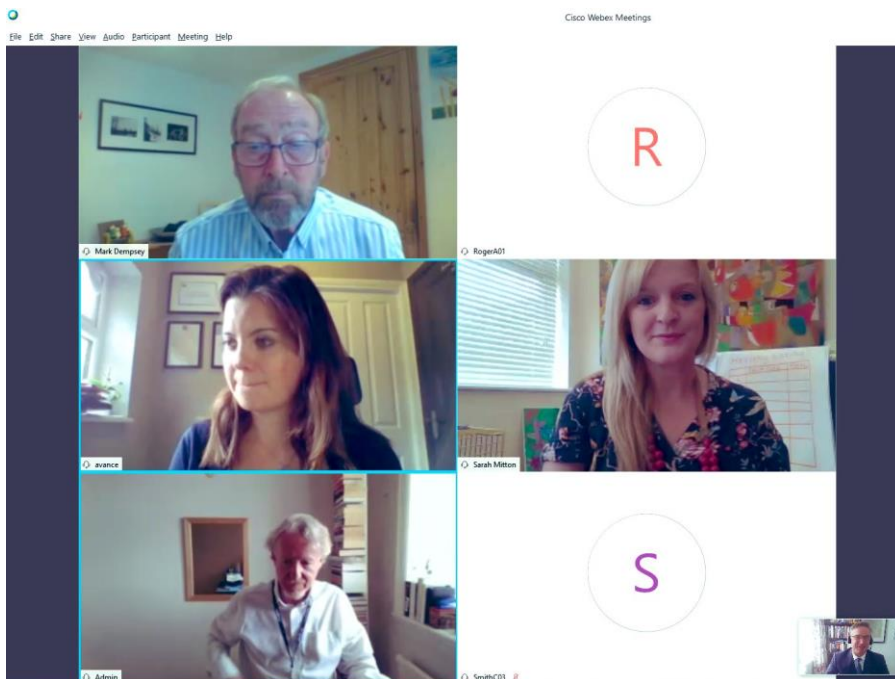 Cisco Webex Meetings
File Edit Share View Audio Participant Meeting Help
R
Mark Dempsey
RogerA01
avance
Sarah Mitton
S
Admin
SmithC03